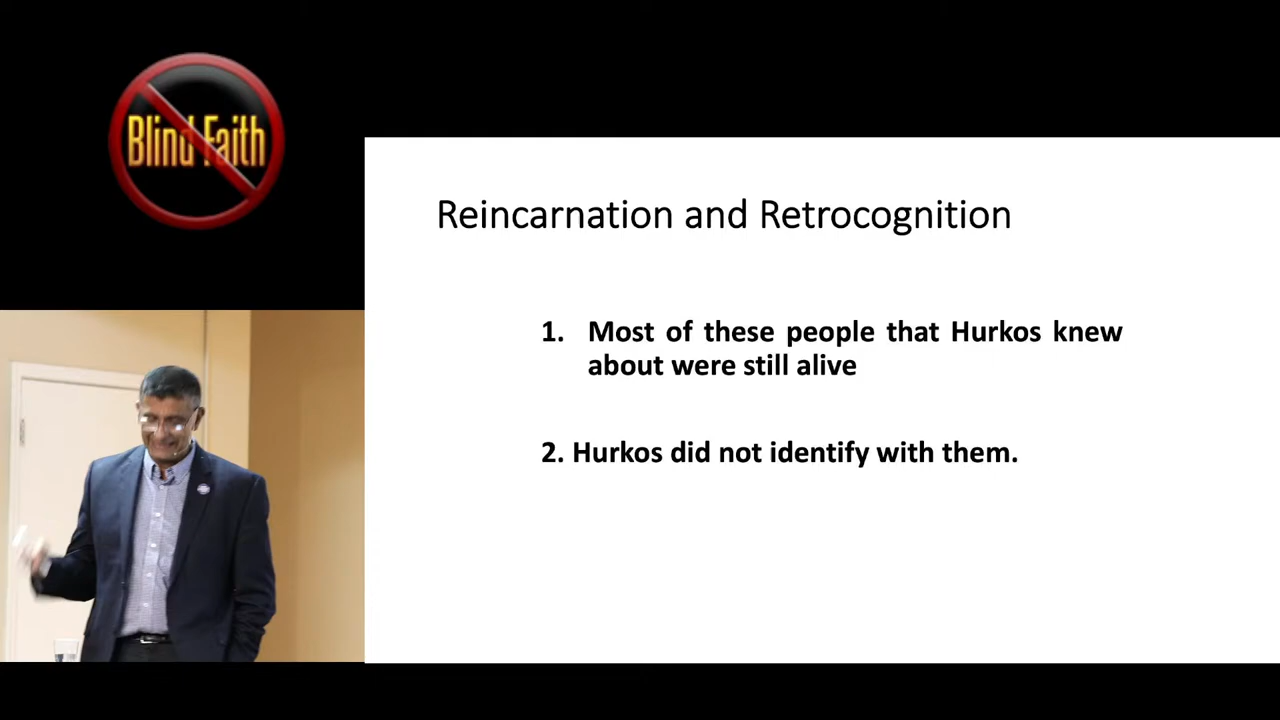 Blind Faith
Reincarnation and Retrocognition
1. Most of these people that Hurkos knew
about were still alive
2. Hurkos did not identify with them.